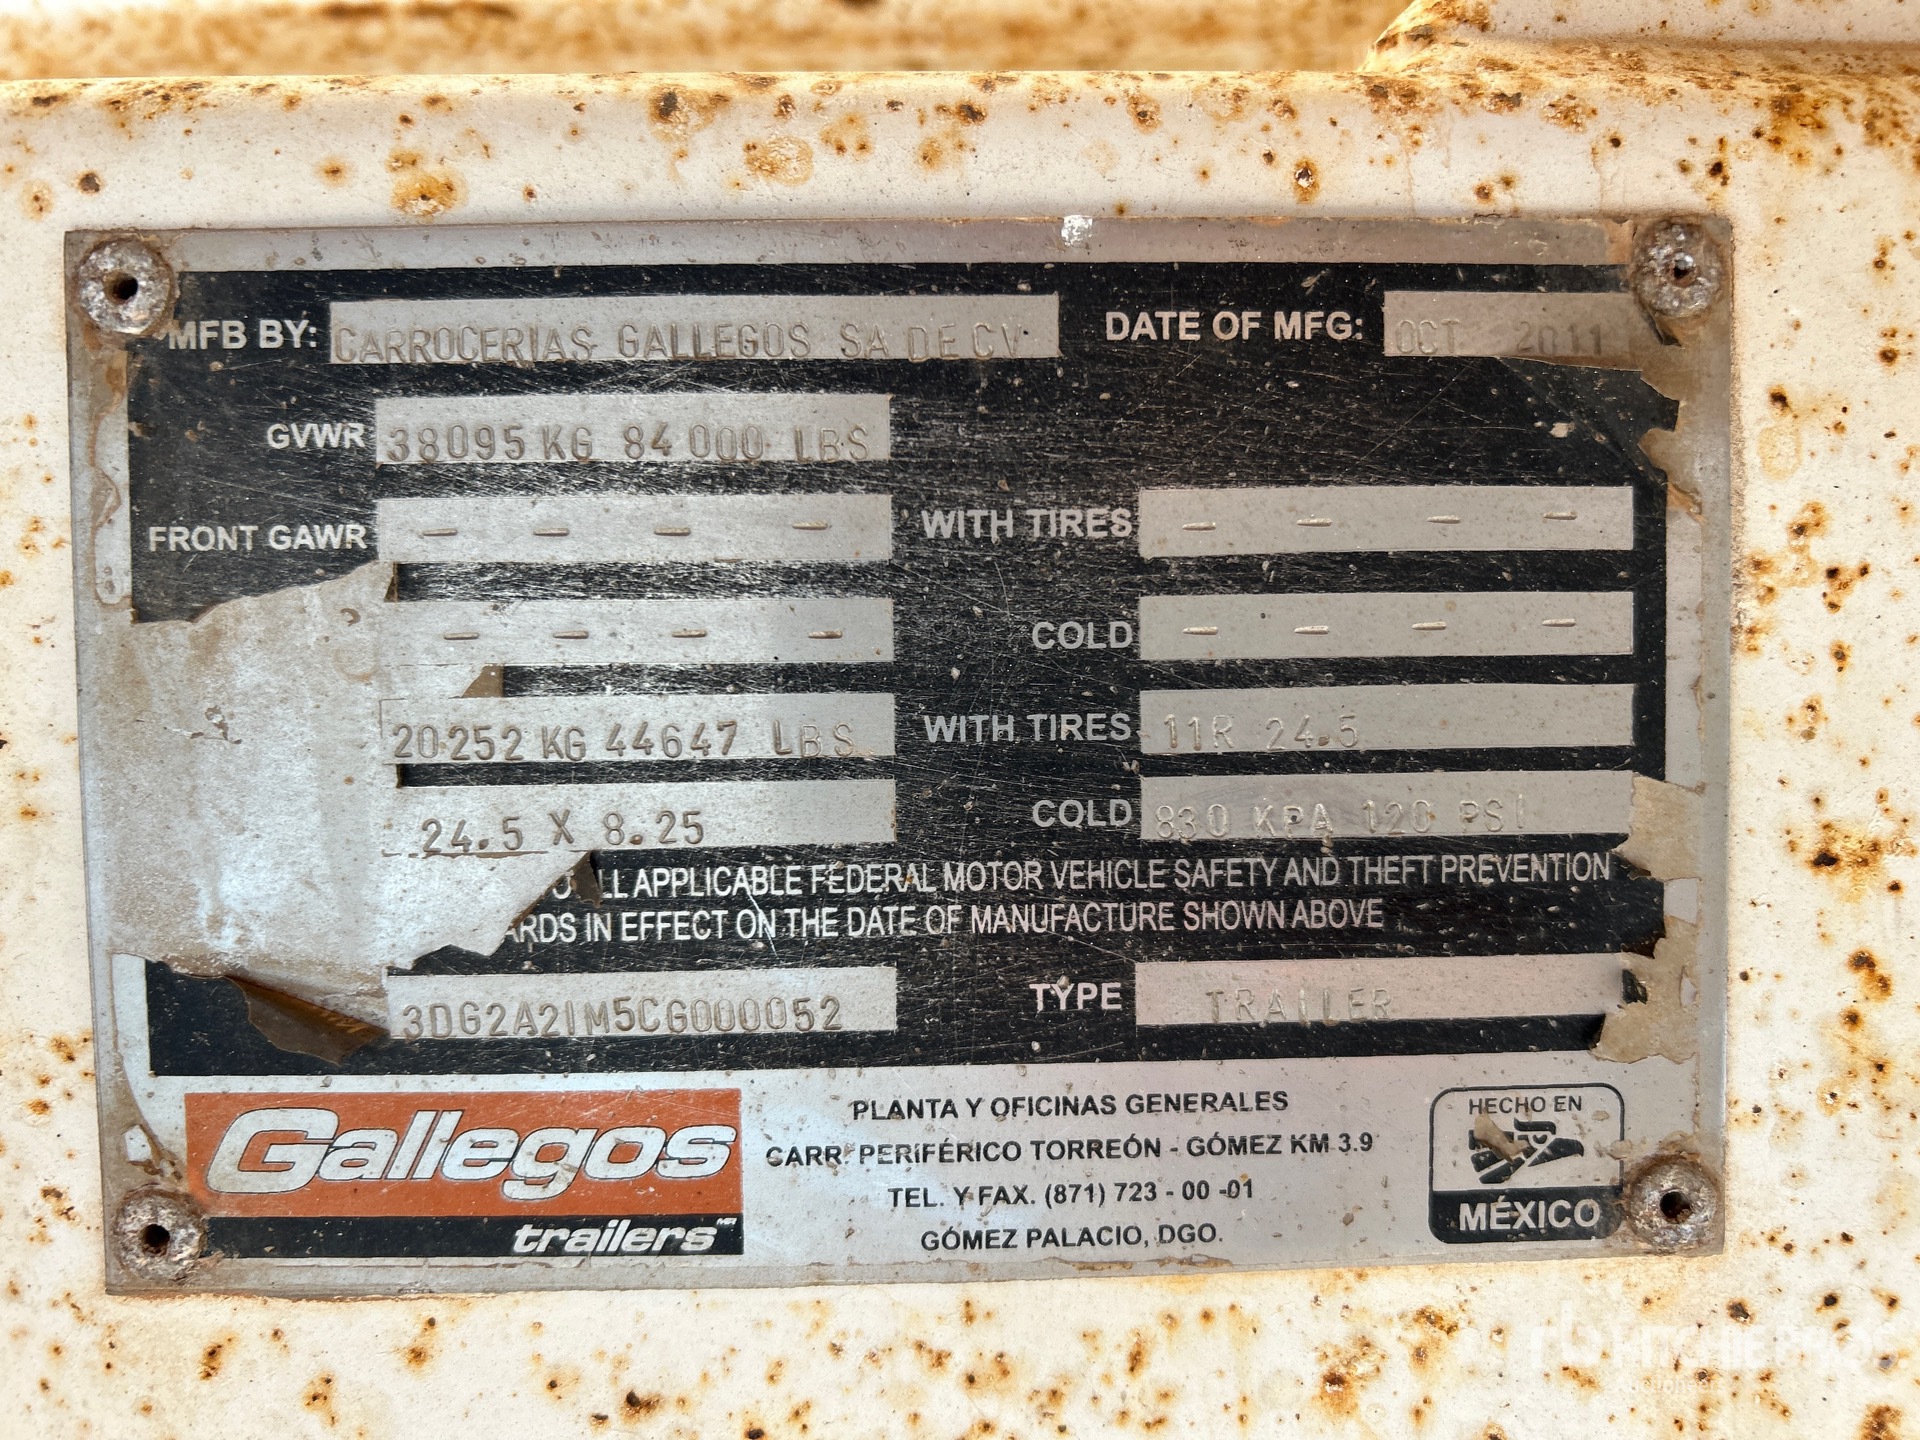 MFB BY: CARROCERIAS GALLEGOS SA DE CV DATE OF MFG: OCT 2011
GVWR 38095 KG 84 000 LBS
FRONT GAWR — — — — WITH TIRES — — — —
— — — — COLD — — — —
20252 KG 44647 LBS WITH TIRES 11R 24.5
24.5 X 8.25 COLD 830 KPA 120 PSI
ALL APPLICABLE FEDERAL MOTOR VEHICLE SAFETY AND THEFT PREVENTION
ARDS IN EFFECT ON THE DATE OF MANUFACTURE SHOWN ABOVE
3DG2A21M5CG000052 TYPE TRAILER
Gallegos
trailers MR
PLANTA Y OFICINAS GENERALES
CARR. PERIFÉRICO TORREÓN - GÓMEZ KM 3.9
TEL. Y FAX. (871) 723 - 00 -01
GÓMEZ PALACIO, DGO.
HECHO EN
MÉXICO